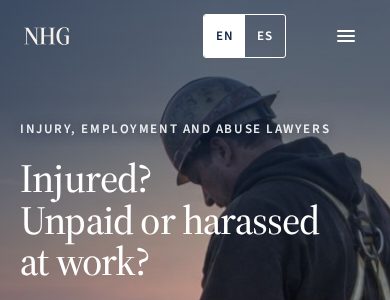 NHG
EN ES
INJURY, EMPLOYMENT AND ABUSE LAWYERS
Injured?
Unpaid or harassed
at work?